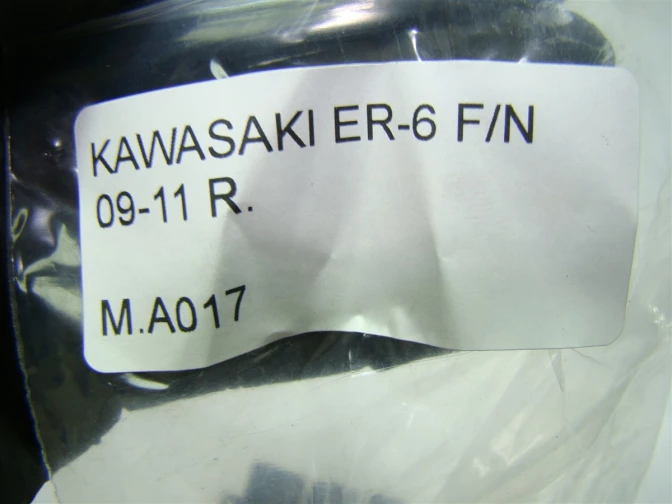 KAWASAKI ER-6 F/N
09-11 R.
M.A017